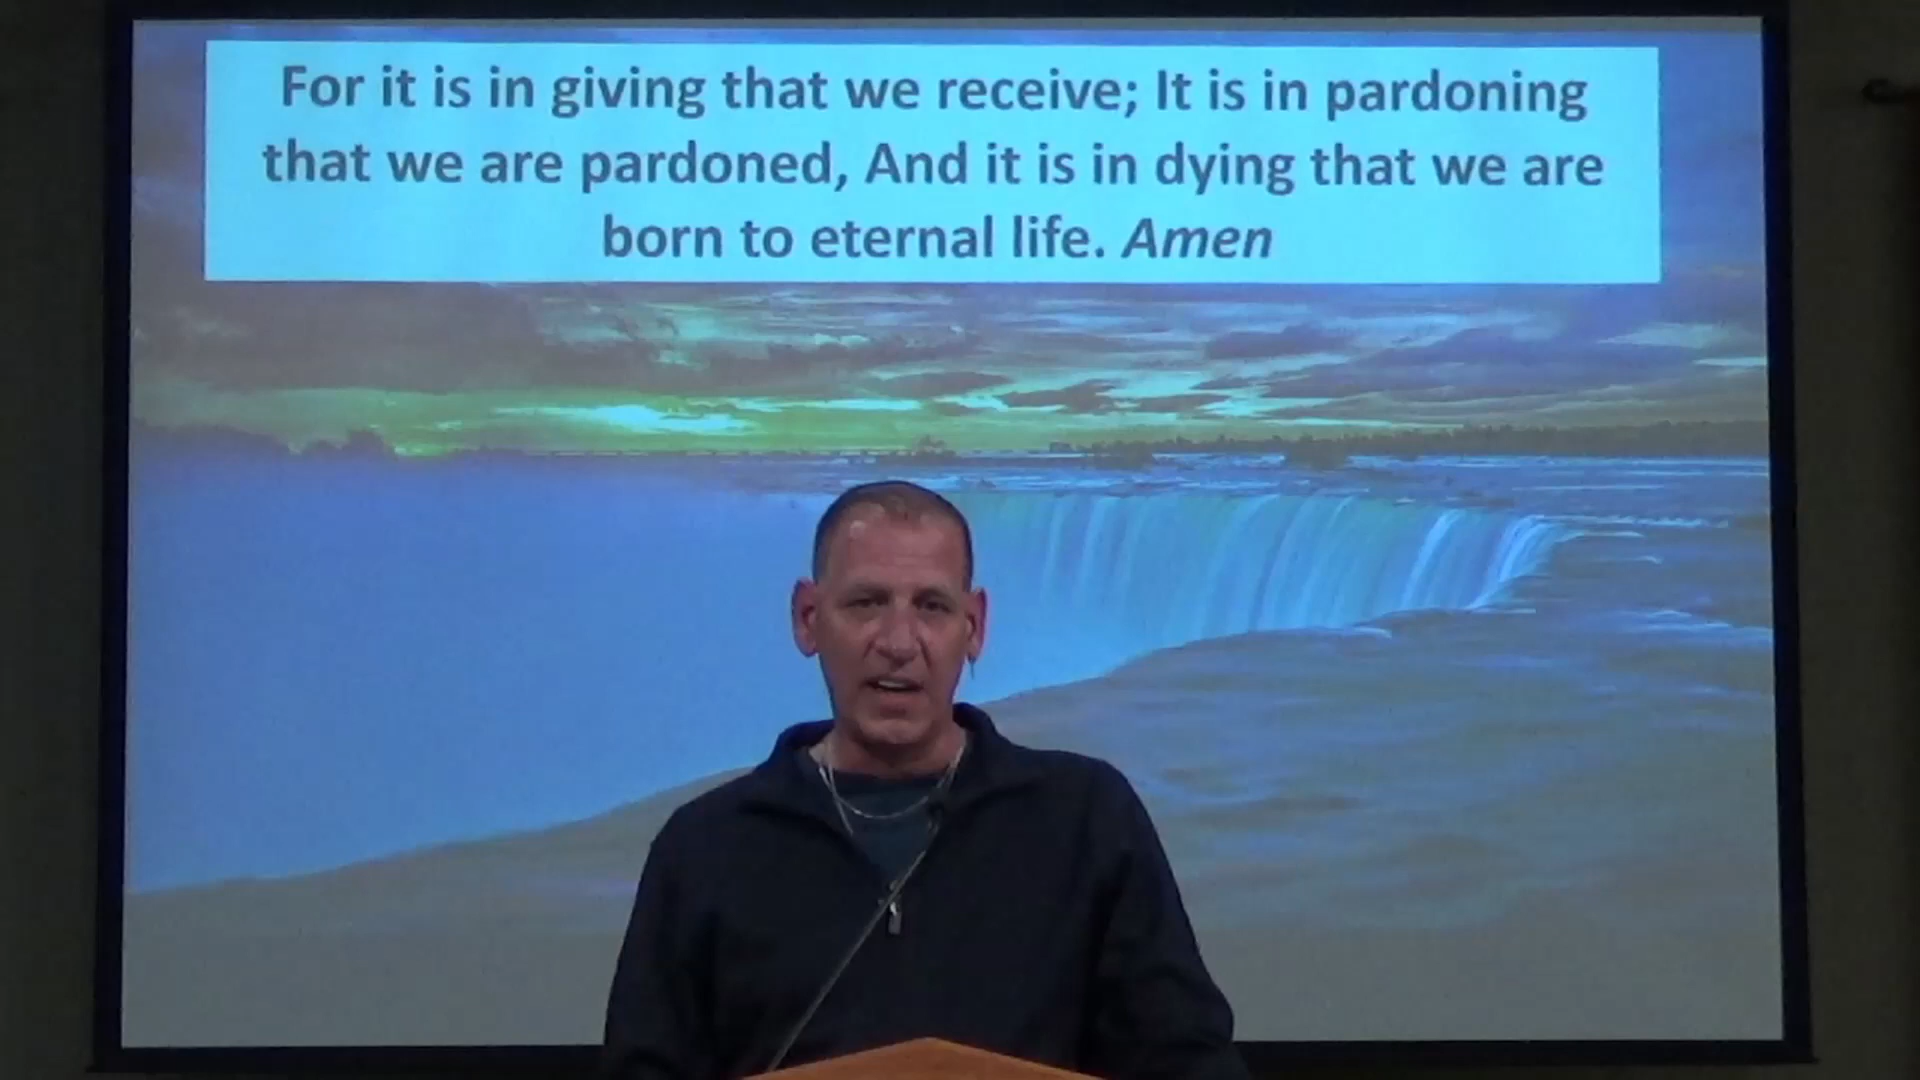 For it is in giving that we receive; It is in pardoning
that we are pardoned, And it is in dying that we are
born to eternal life. Amen